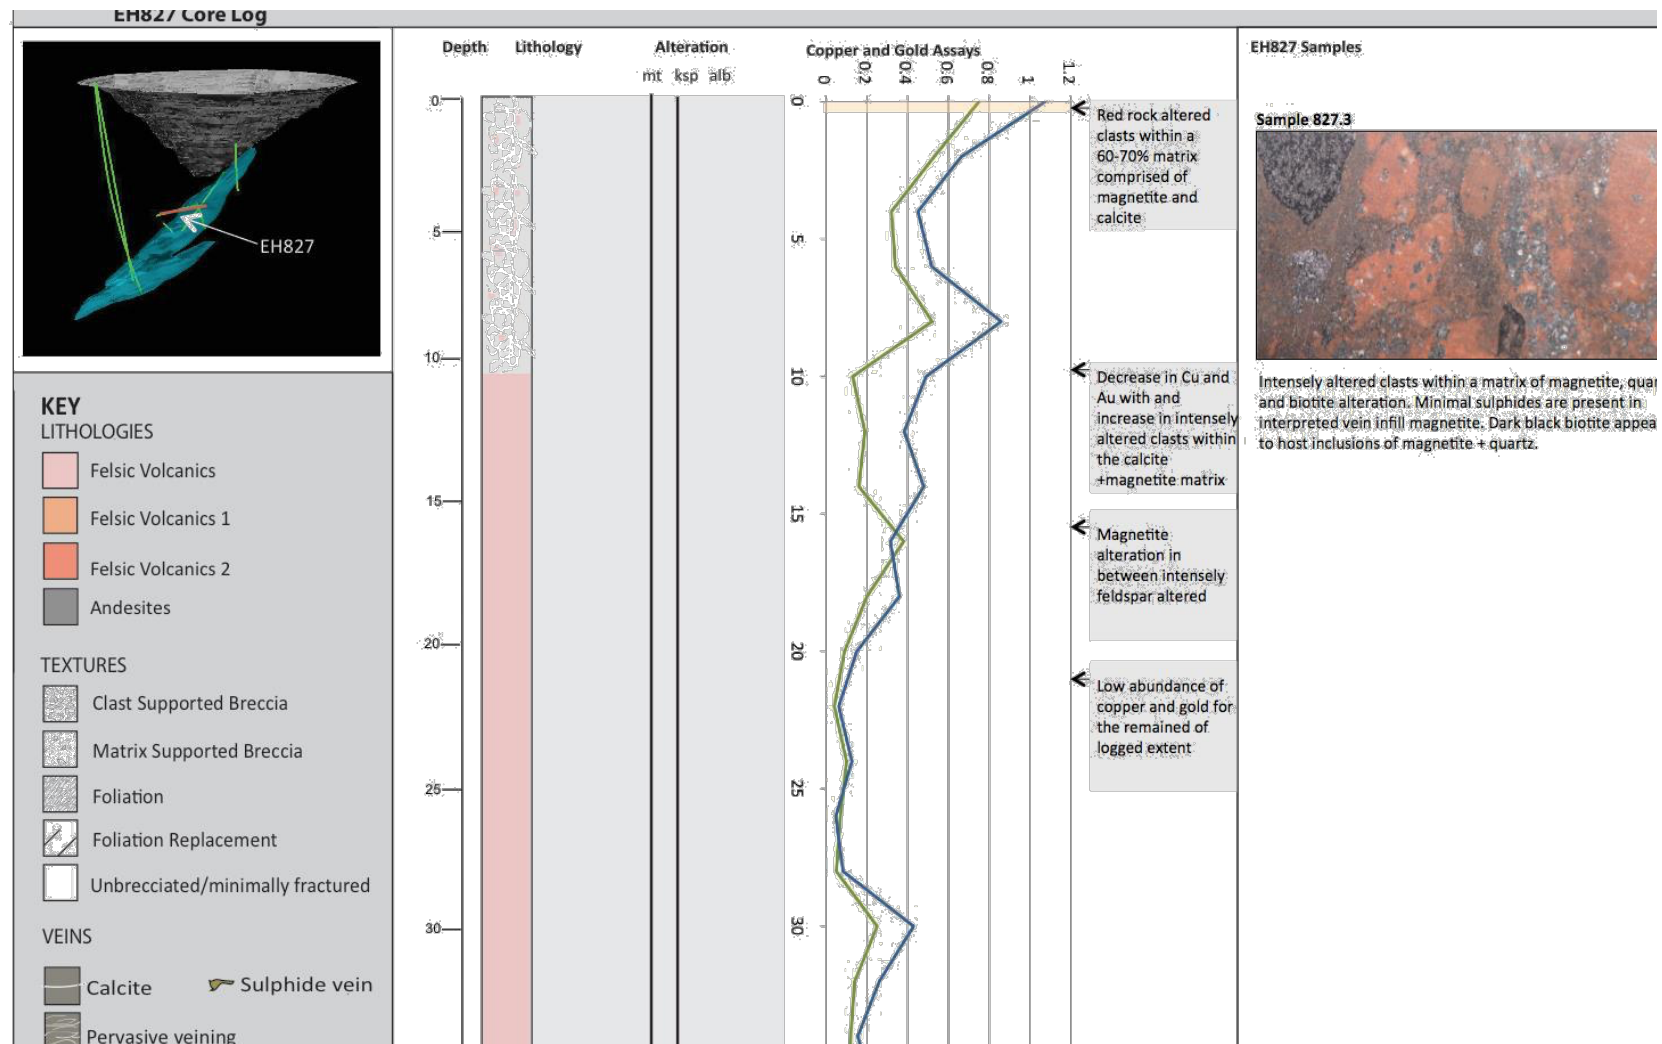 EH827 Core Log
EH827
KEY
LITHOLOGIES
Felsic Volcanics
Felsic Volcanics 1
Felsic Volcanics 2
Andesites
TEXTURES
Clast Supported Breccia
Matrix Supported Breccia
Foliation
Foliation Replacement
Unbrecciated/minimally fractured
VEINS
Calcite
Sulphide vein
Pervasive veining
Depth
Lithology
Alteration
mt ksp alb
0
5
10
15
20
25
30
Copper and Gold Assays
0 0.2 0.4 0.6 0.8 1 1.2
0
5
10
15
20
25
30
Red rock altered
clasts within a
60-70% matrix
comprised of
magnetite and
calcite
Decrease in Cu and
Au with and
increase in intensely
altered clasts within
the calcite
+magnetite matrix
Magnetite
alteration in
between intensely
feldspar altered
Low abundance of
copper and gold for
the remained of
logged extent
EH827 Samples
Sample 827.3
Intensely altered clasts within a matrix of magnetite, quar
and biotite alteration. Minimal sulphides are present in
interpreted vein infill magnetite. Dark black biotite appea
to host inclusions of magnetite + quartz.